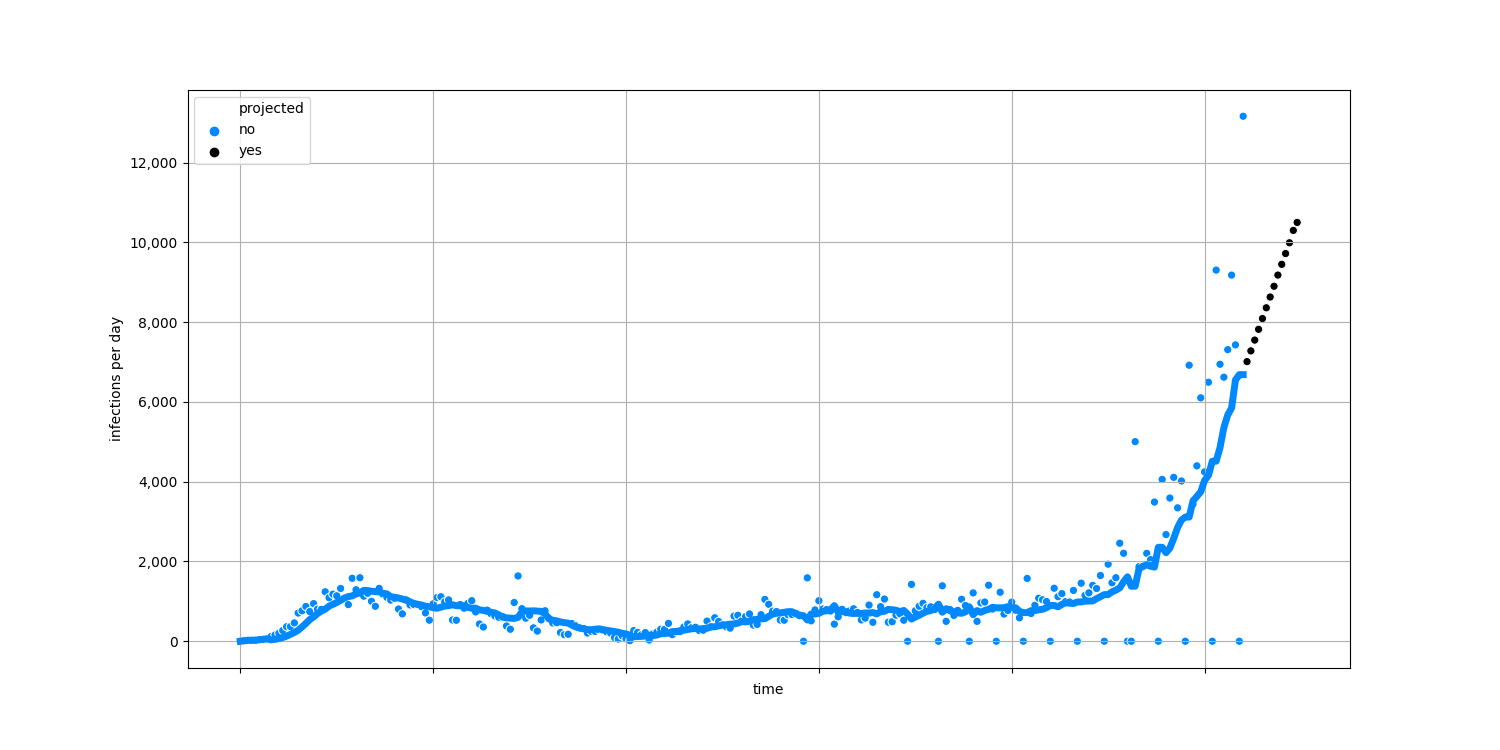 projected
no
yes
12,000
10,000
8,000
6,000
4,000
2,000
0
infections per day
time